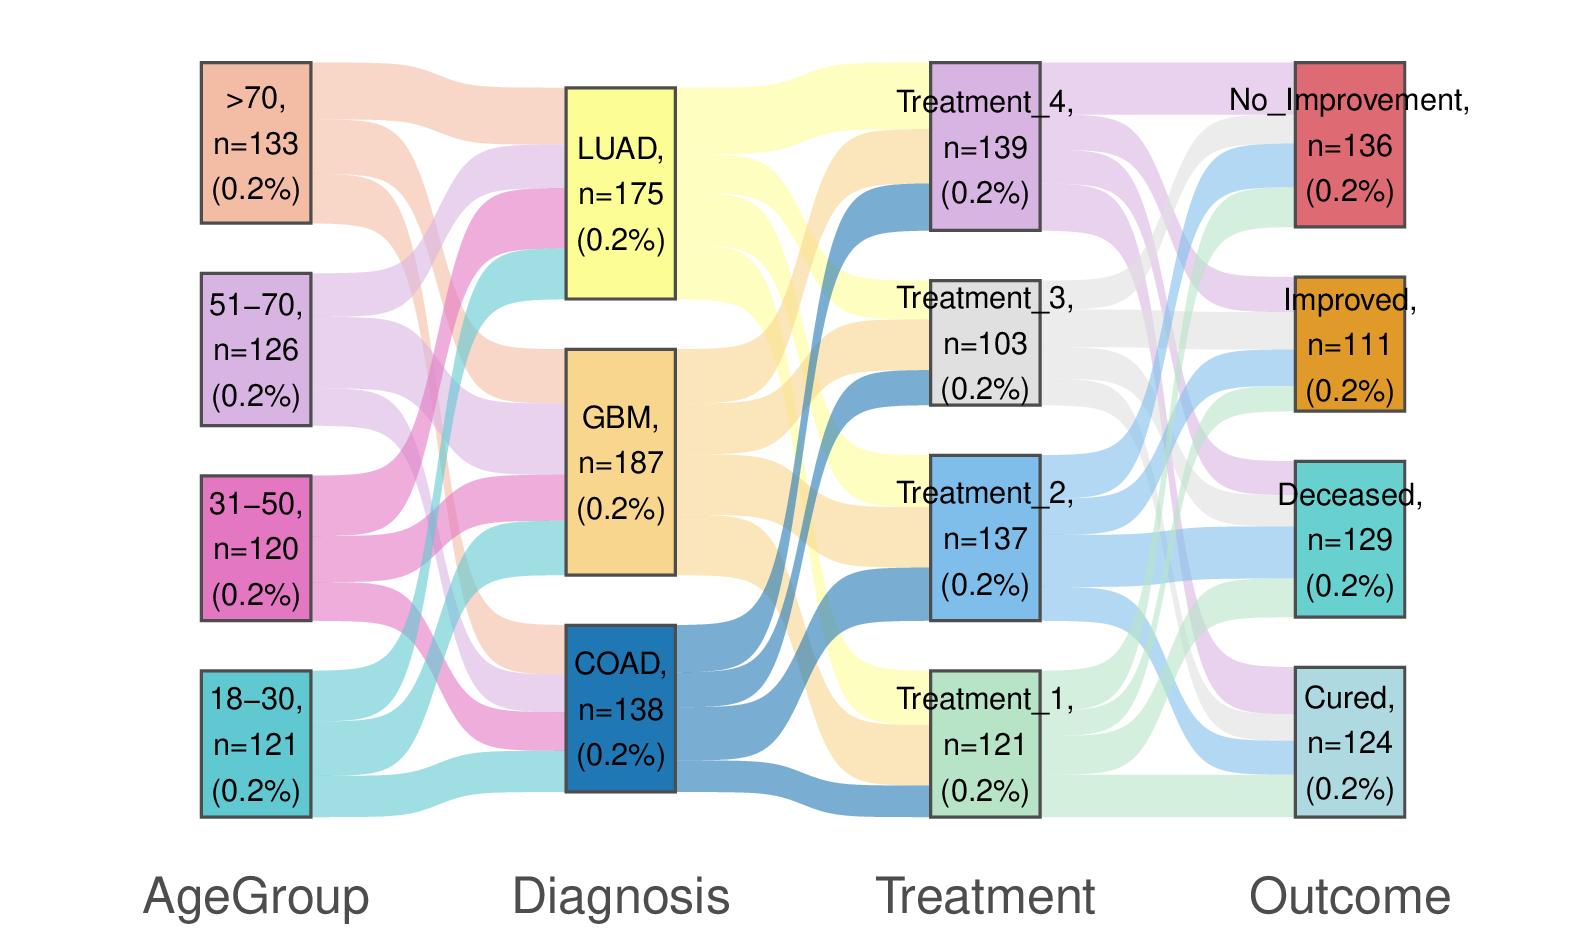 >70,
n=133
(0.2%)
51–70,
n=126
(0.2%)
31–50,
n=120
(0.2%)
18–30,
n=121
(0.2%)
LUAD,
n=175
(0.2%)
GBM,
n=187
(0.2%)
COAD,
n=138
(0.2%)
Treatment_4,
n=139
(0.2%)
Treatment_3,
n=103
(0.2%)
Treatment_2,
n=137
(0.2%)
Treatment_1,
n=121
(0.2%)
No_Improvement,
n=136
(0.2%)
Improved,
n=111
(0.2%)
Deceased,
n=129
(0.2%)
Cured,
n=124
(0.2%)
AgeGroup
Diagnosis
Treatment
Outcome